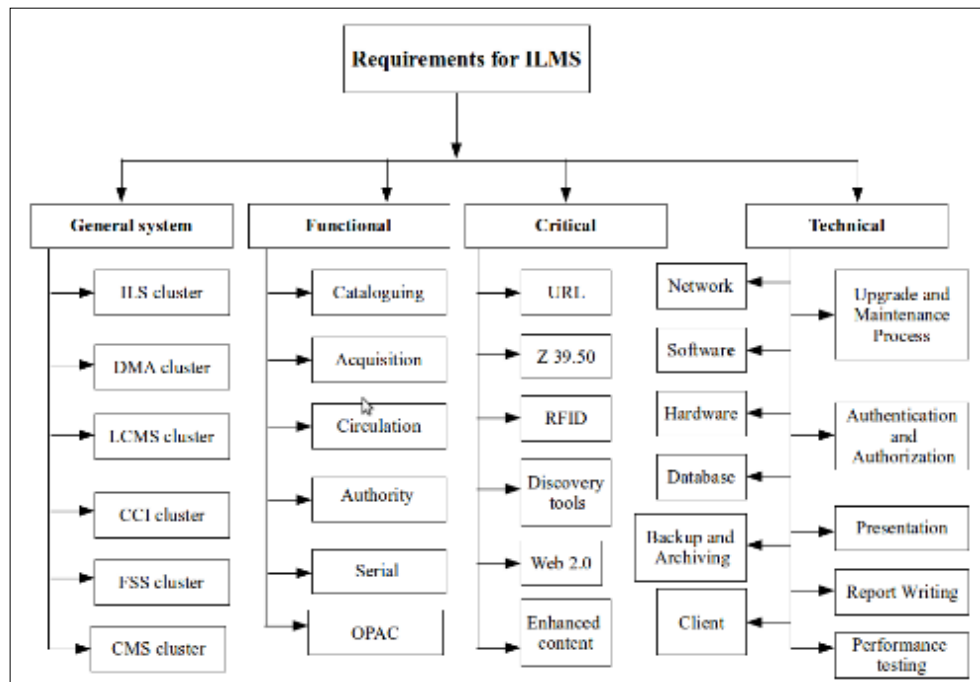 Requirements for ILMS
General system
Functional
Critical
Technical
ILS cluster
DMA cluster
LCMS cluster
CCI cluster
FSS cluster
CMS cluster
Cataloguing
Acquisition
Circulation
Authority
Serial
OPAC
URL
Z 39.50
RFID
Discovery
tools
Web 2.0
Enhanced
content
Network
Software
Hardware
Database
Backup and
Archiving
Client
Upgrade and
Maintenance
Process
Authentication
and
Authorization
Presentation
Report Writing
Performance
testing